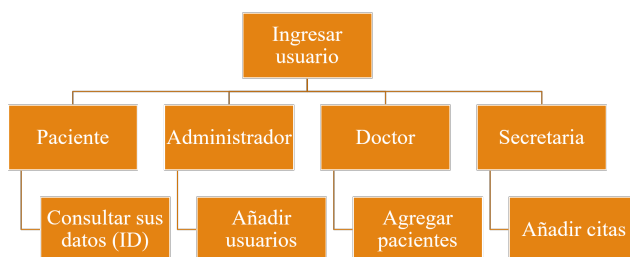 Ingresar
usuario
Paciente
Administrador
Doctor
Secretaria
Consultar sus
datos (ID)
Añadir
usuarios
Agregar
pacientes
Añadir citas